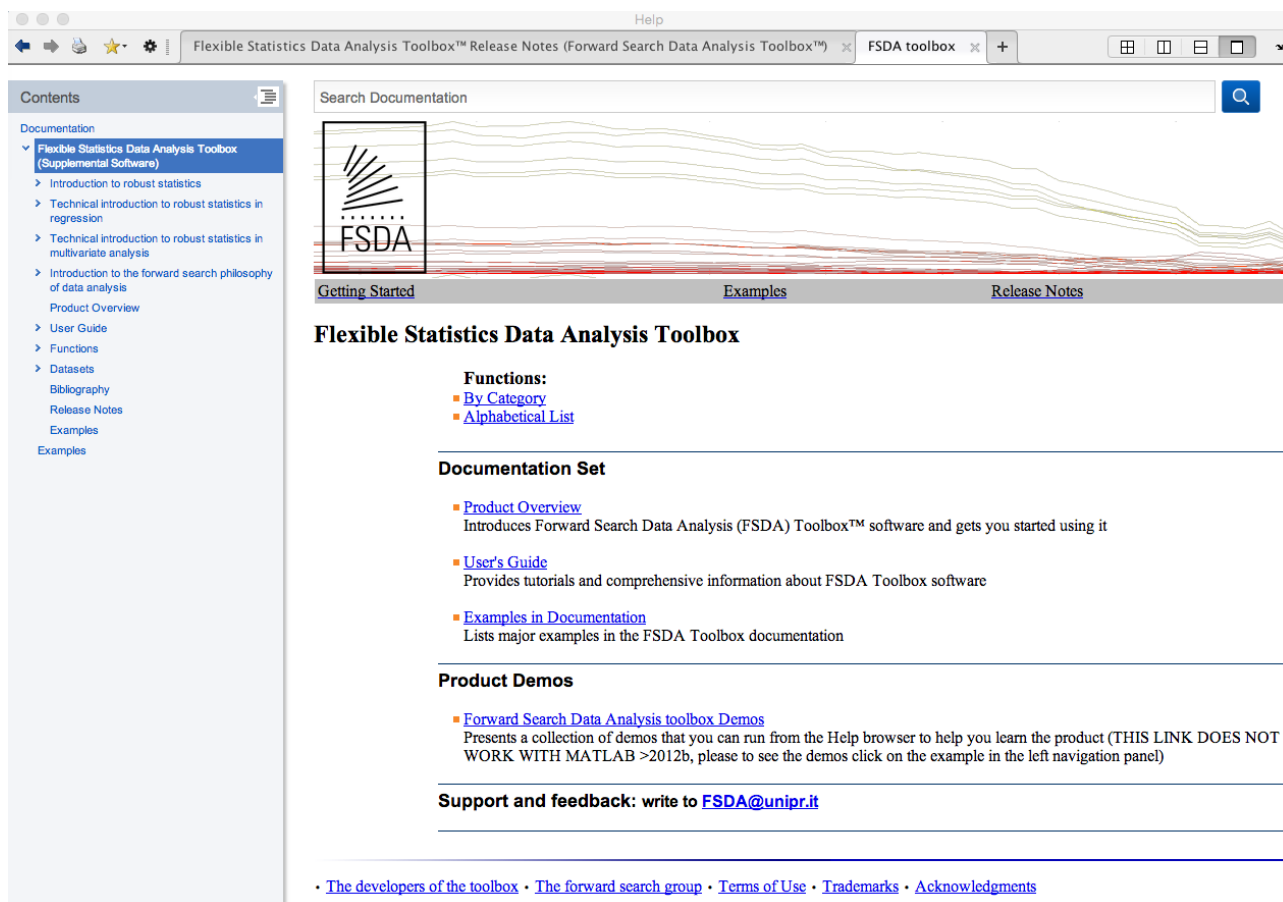 Help
Flexible Statistics Data Analysis Toolbox™ Release Notes (Forward Search Data Analysis Toolbox™)
FSDA toolbox
Contents
Documentation
Flexible Statistics Data Analysis Toolbox
(Supplemental Software)
Introduction to robust statistics
Technical introduction to robust statistics in
regression
Technical introduction to robust statistics in
multivariate analysis
Introduction to the forward search philosophy
of data analysis
Product Overview
User Guide
Functions
Datasets
Bibliography
Release Notes
Examples
Examples
Search Documentation
FSDA
Getting Started Examples Release Notes
Flexible Statistics Data Analysis Toolbox
Functions:
By Category
Alphabetical List
Documentation Set
Product Overview
Introduces Forward Search Data Analysis (FSDA) Toolbox™ software and gets you started using it
User's Guide
Provides tutorials and comprehensive information about FSDA Toolbox software
Examples in Documentation
Lists major examples in the FSDA Toolbox documentation
Product Demos
Forward Search Data Analysis toolbox Demos
Presents a collection of demos that you can run from the Help browser to help you learn the product (THIS LINK DOES NOT
WORK WITH MATLAB >2012b, please to see the demos click on the example in the left navigation panel)
Support and feedback: write to FSDA@unipr.it
• The developers of the toolbox • The forward search group • Terms of Use • Trademarks • Acknowledgments